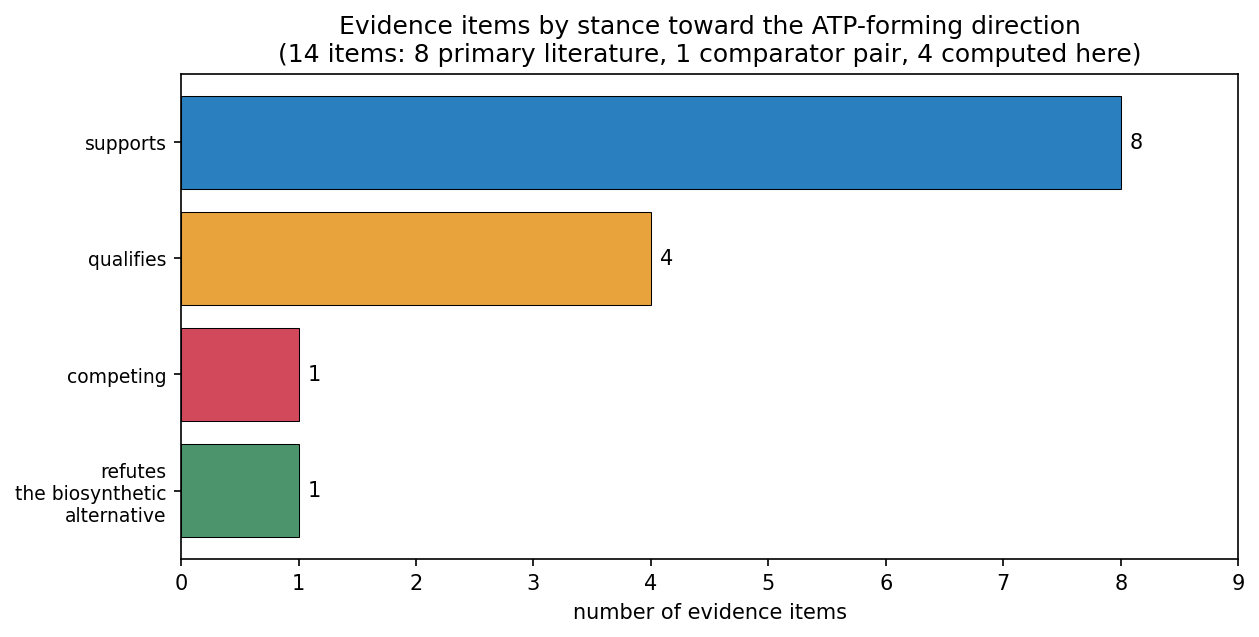 Evidence items by stance toward the ATP-forming direction
(14 items: 8 primary literature, 1 comparator pair, 4 computed here)
supports
8
qualifies
4
competing
1
refutes
the biosynthetic
alternative
1
0 1 2 3 4 5 6 7 8 9
number of evidence items